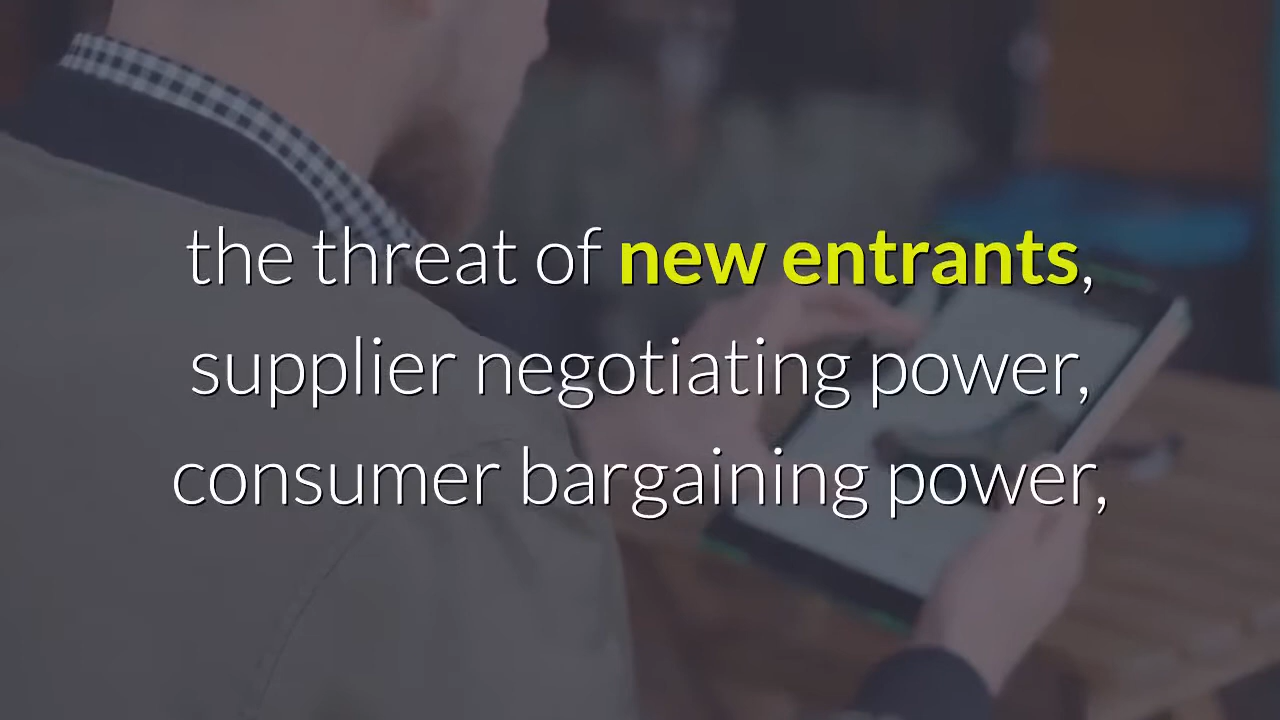 the threat of new entrants,
supplier negotiating power,
consumer bargaining power,